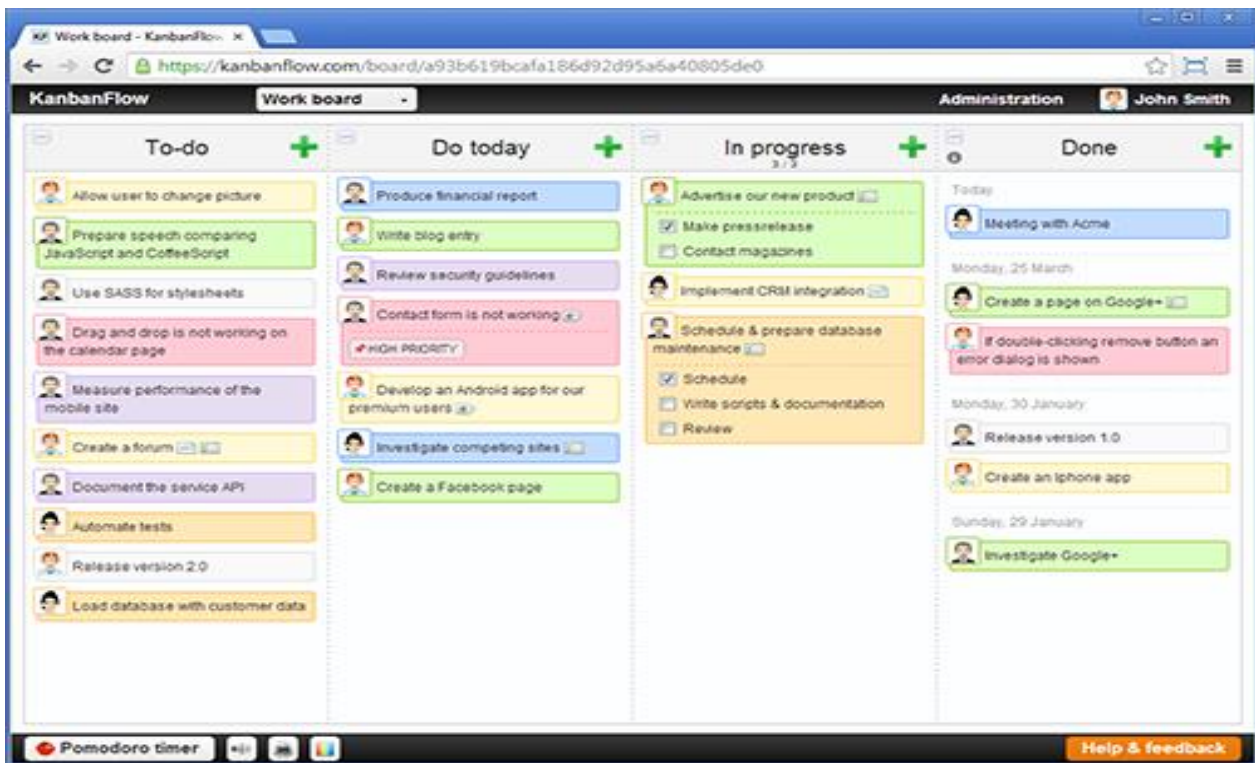 Work board - KanbanFlow
https://kanbanflow.com/board/a93b619bcafa186d92d95a6a40805de0
KanbanFlow
Work board
Administration
John Smith
To-do
Allow user to change picture
Prepare speech comparing
JavaScript and CoffeeScript
Use SASS for stylesheets
Drag and drop is not working on
the calendar page
Measure performance of the
mobile site
Create a forum
Document the service API
Automate tests
Release version 2.0
Load database with customer data
Do today
Produce financial report
Write blog entry
Review security guidelines
Contact form is not working
HIGH PRIORITY
Develop an Android app for our
premium users
Investigate competing sites
Create a Facebook page
In progress
3 / 3
Advertise our new product
Make pressrelease
Contact magazines
Implement CRM integration
Schedule & prepare database
maintenance
Schedule
Write scripts & documentation
Review
Done
Today
Meeting with Acme
Monday, 25 March
Create a page on Google+
If double-clicking remove button an
error dialog is shown
Monday, 30 January
Release version 1.0
Create an Iphone app
Sunday, 29 January
Investigate Google+
Pomodoro timer
Help & feedback